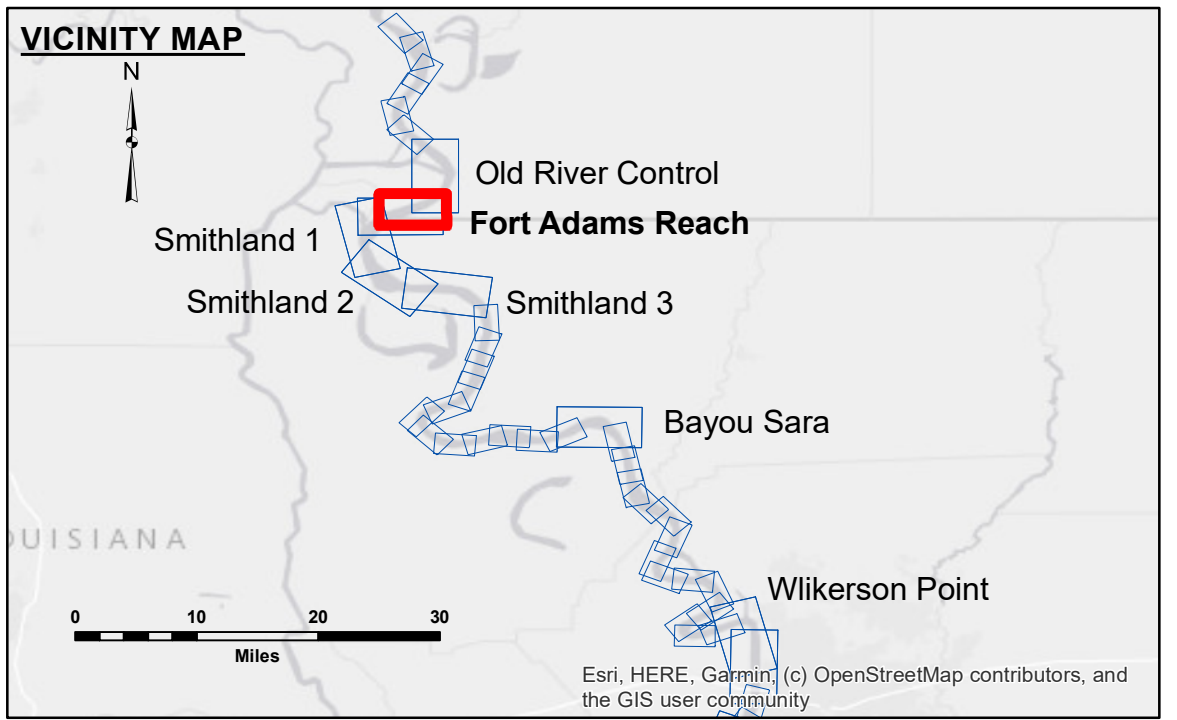 VICINITY MAP
N
Old River Control
Fort Adams Reach
Smithland 1
Smithland 2
Smithland 3
Bayou Sara
OUISIANA
Wlikerson Point
0 10 20 30
Miles
Esri, HERE, Garmin, (c) OpenStreetMap contributors, and
the GIS user community